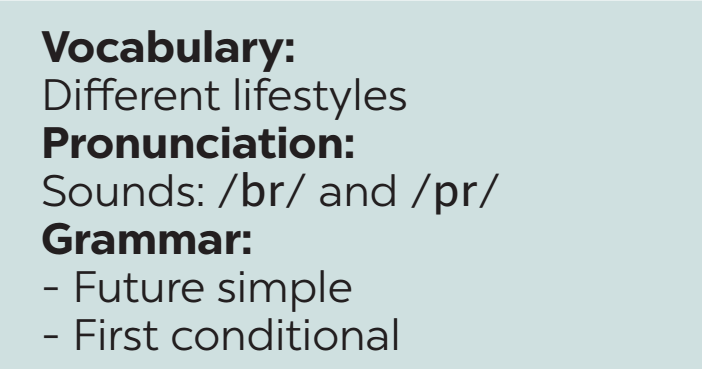 Vocabulary:
Different lifestyles
Pronunciation:
Sounds: /br/ and /pr/
Grammar:
- Future simple
- First conditional